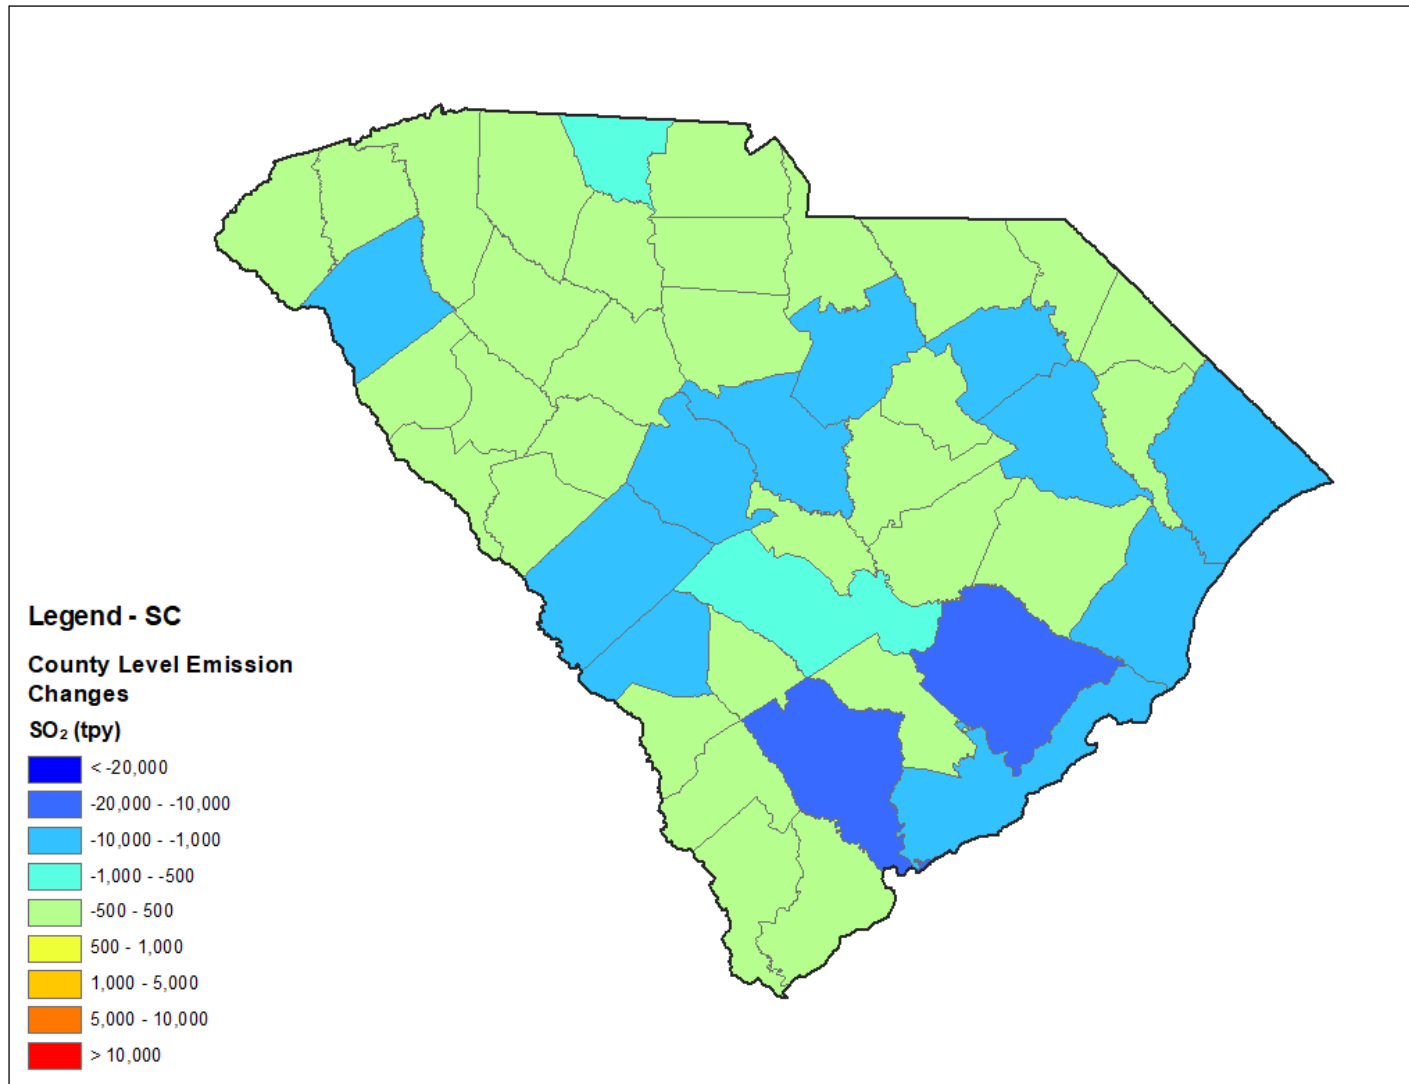 Legend - SC
County Level Emission
Changes
SO₂ (tpy)
< -20,000
-20,000 - -10,000
-10,000 - -1,000
-1,000 - -500
-500 - 500
500 - 1,000
1,000 - 5,000
5,000 - 10,000
> 10,000